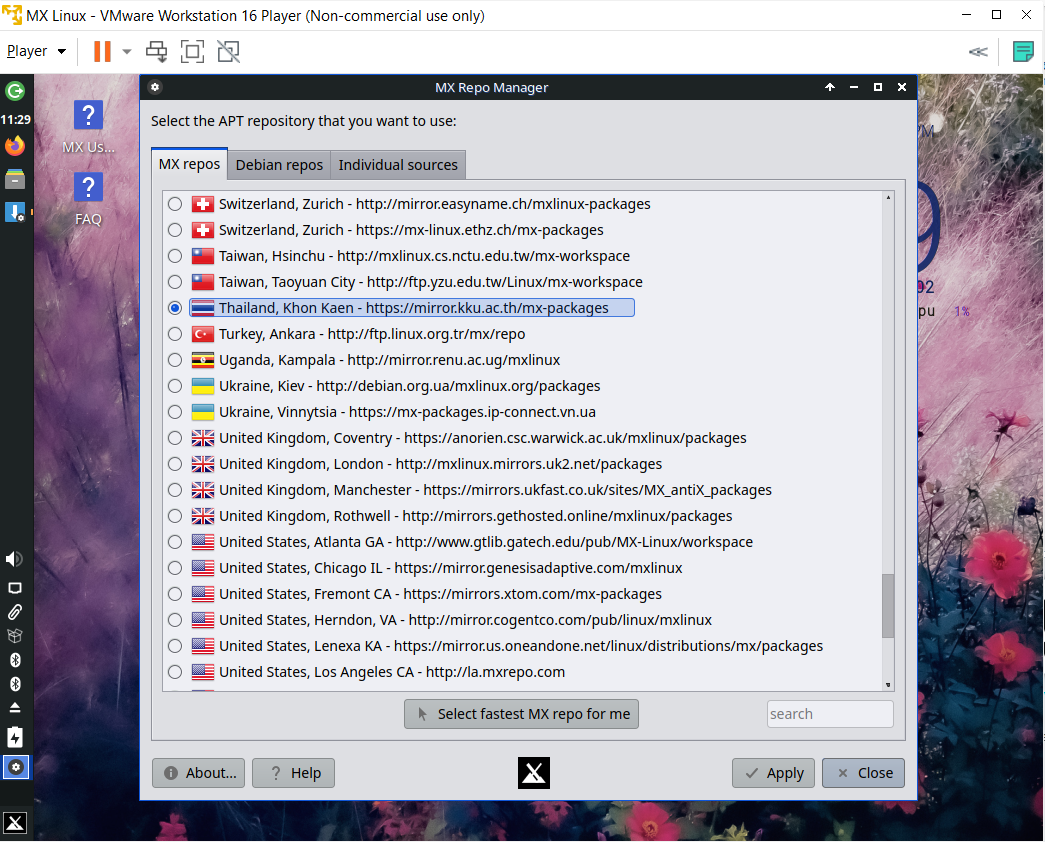 MX Linux - VMware Workstation 16 Player (Non-commercial use only)
Player
MX Repo Manager
11:29
MX Us...
FAQ
Select the APT repository that you want to use:
MX repos
Debian repos
Individual sources
Switzerland, Zurich - http://mirror.easyname.ch/mxlinux-packages
Switzerland, Zurich - https://mx-linux.ethz.ch/mx-packages
Taiwan, Hsinchu - http://mxlinux.cs.nctu.edu.tw/mx-workspace
Taiwan, Taoyuan City - http://ftp.yzu.edu.tw/Linux/mx-workspace
Thailand, Khon Kaen - https://mirror.kku.ac.th/mx-packages
Turkey, Ankara - http://ftp.linux.org.tr/mx/repo
Uganda, Kampala - http://mirror.renu.ac.ug/mxlinux
Ukraine, Kiev - http://debian.org.ua/mxlinux.org/packages
Ukraine, Vinnytsia - https://mx-packages.ip-connect.vn.ua
United Kingdom, Coventry - https://anorien.csc.warwick.ac.uk/mxlinux/packages
United Kingdom, London - http://mxlinux.mirrors.uk2.net/packages
United Kingdom, Manchester - https://mirrors.ukfast.co.uk/sites/MX_antiX_packages
United Kingdom, Rothwell - http://mirrors.gethosted.online/mxlinux/packages
United States, Atlanta GA - http://www.gtlib.gatech.edu/pub/MX-Linux/workspace
United States, Chicago IL - https://mirror.genesisadaptive.com/mxlinux
United States, Fremont CA - https://mirrors.xtom.com/mx-packages
United States, Herndon, VA - http://mirror.cogentco.com/pub/linux/mxlinux
United States, Lenexa KA - https://mirror.us.oneandone.net/linux/distributions/mx/packages
United States, Los Angeles CA - http://la.mxrepo.com
Select fastest MX repo for me
search
About...
Help
Apply
Close
1%